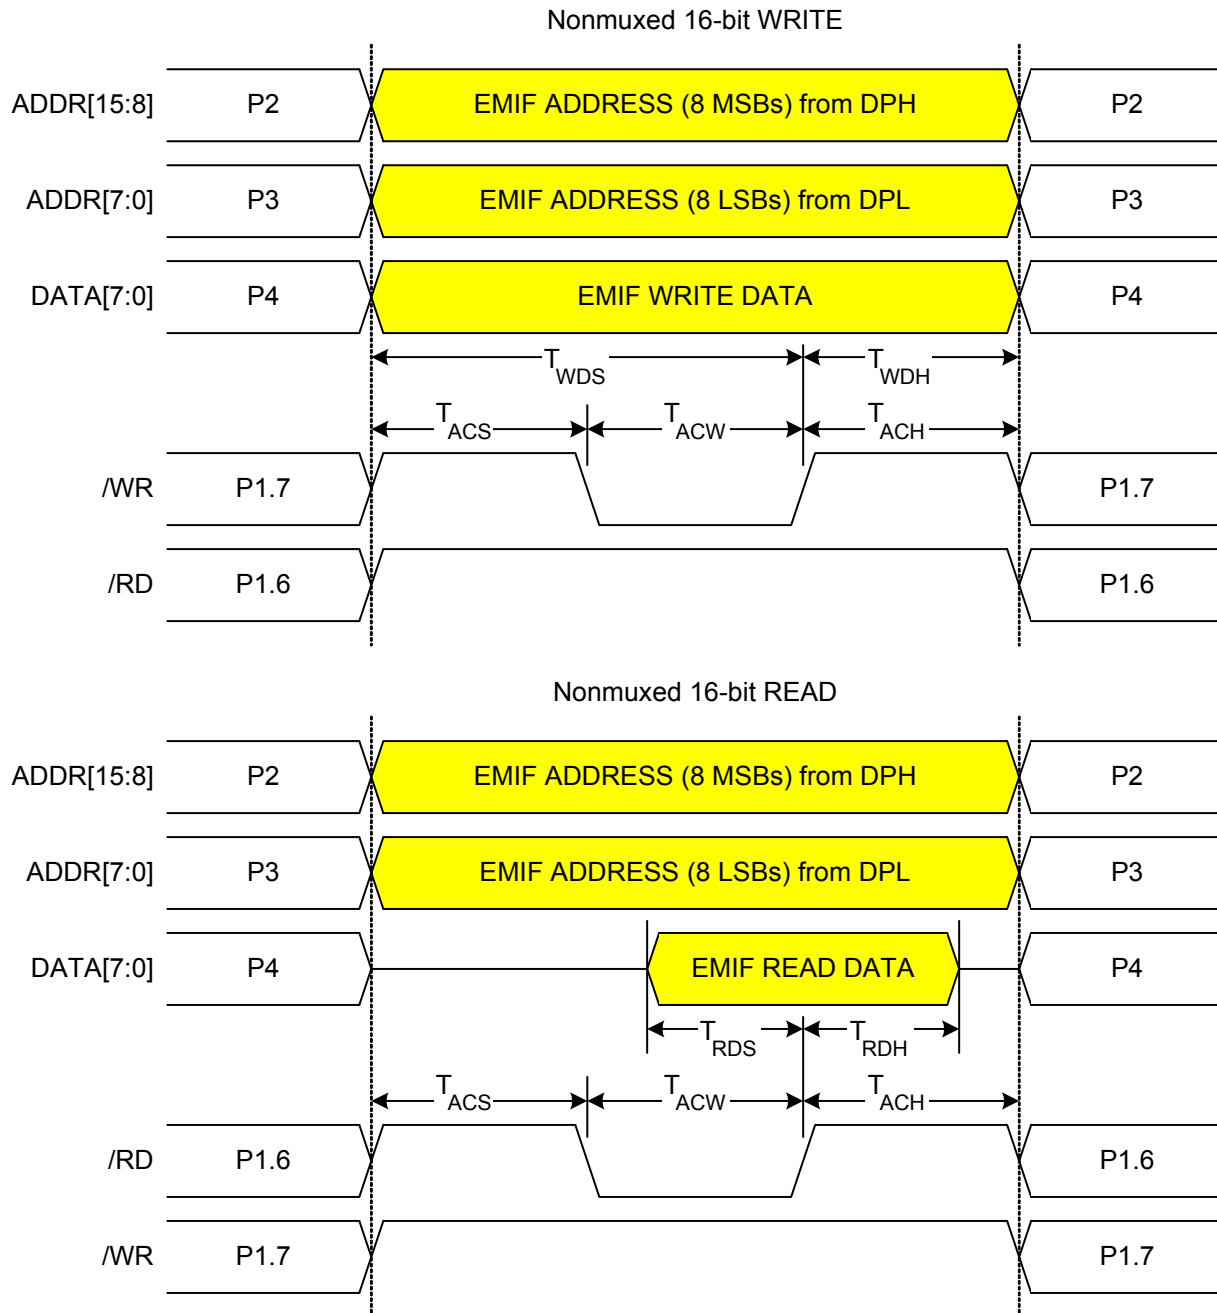 Nonmuxed 16-bit WRITE
ADDR[15:8] P2 EMIF ADDRESS (8 MSBs) from DPH P2
ADDR[7:0] P3 EMIF ADDRESS (8 LSBs) from DPL P3
DATA[7:0] P4 EMIF WRITE DATA P4
TWDS TWDH
TACS TACW TACH
/WR P1.7 P1.7
/RD P1.6 P1.6
Nonmuxed 16-bit READ
ADDR[15:8] P2 EMIF ADDRESS (8 MSBs) from DPH P2
ADDR[7:0] P3 EMIF ADDRESS (8 LSBs) from DPL P3
DATA[7:0] P4 EMIF READ DATA P4
TRDS TRDH
TACS TACW TACH
/RD P1.6 P1.6
/WR P1.7 P1.7